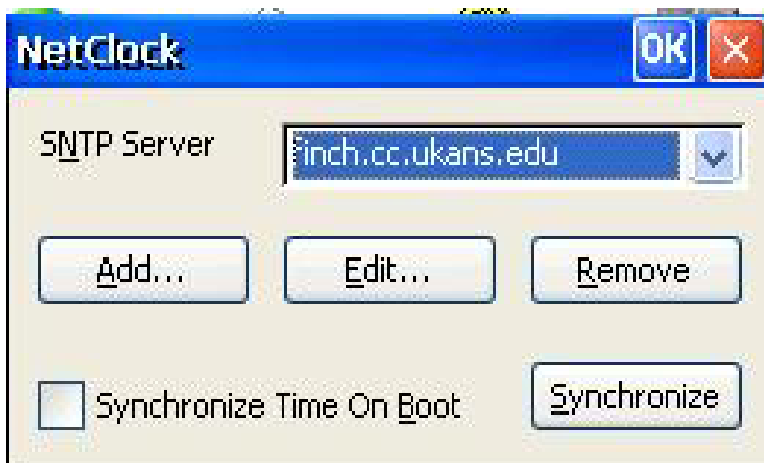 NetClock OK
SNTP Server finch.cc.ukans.edu
Add... Edit... Remove
Synchronize Time On Boot Synchronize